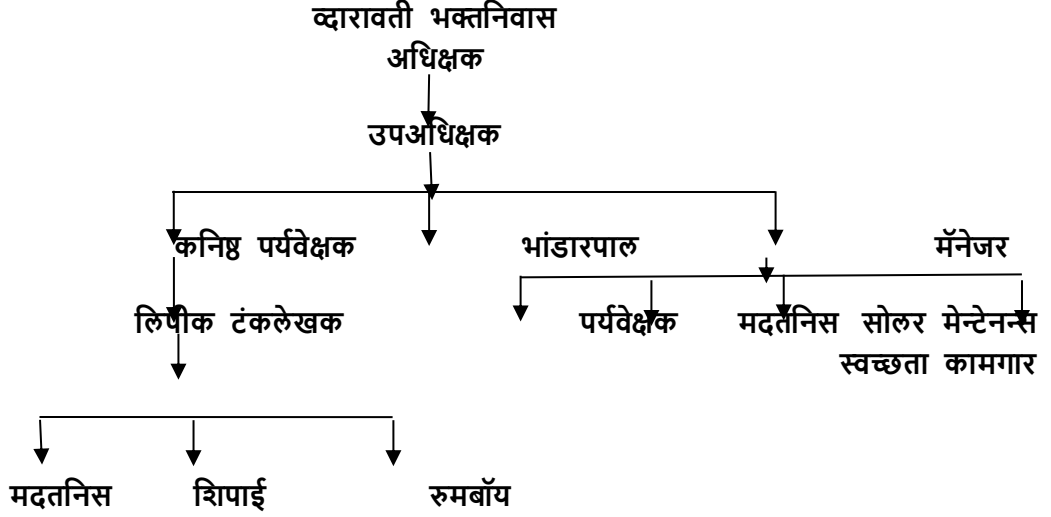 व्दारावती भक्तनिवास
अधिक्षक
उपअधिक्षक
कनिष्ठ पर्यवेक्षक भांडारपाल मॅनेजर
लिपीक टंकलेखक पर्यवेक्षक मदतनिस सोलर मेन्टेनन्स
स्वच्छता कामगार
मदतनिस शिपाई रुमबॉय